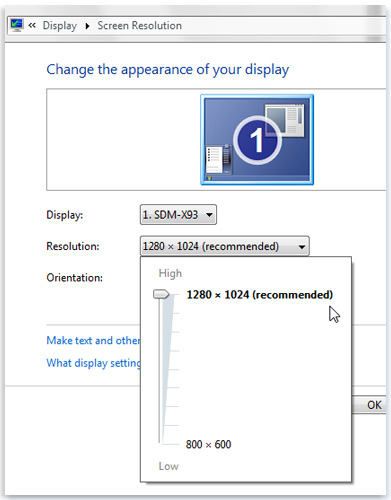 « Display ▸ Screen Resolution
Change the appearance of your display
1
Display: 1. SDM-X93
Resolution: 1280 × 1024 (recommended)
Orientation:
High
1280 × 1024 (recommended)
Make text and other
What display setting
800 × 600
Low
OK